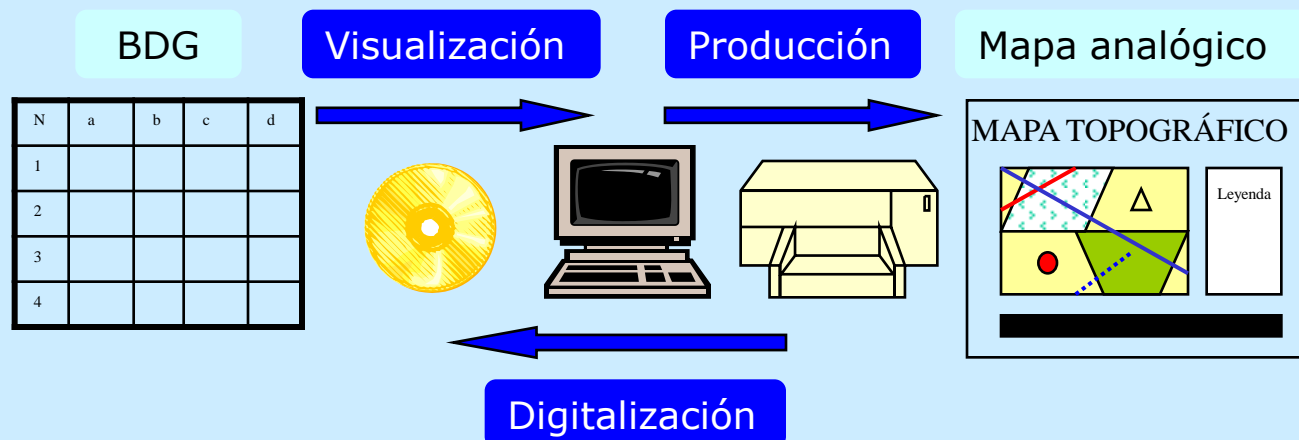 BDG
Visualización
Producción
Mapa analógico
N a b c d
1
2
3
4
MAPA TOPOGRÁFICO
Leyenda
Digitalización